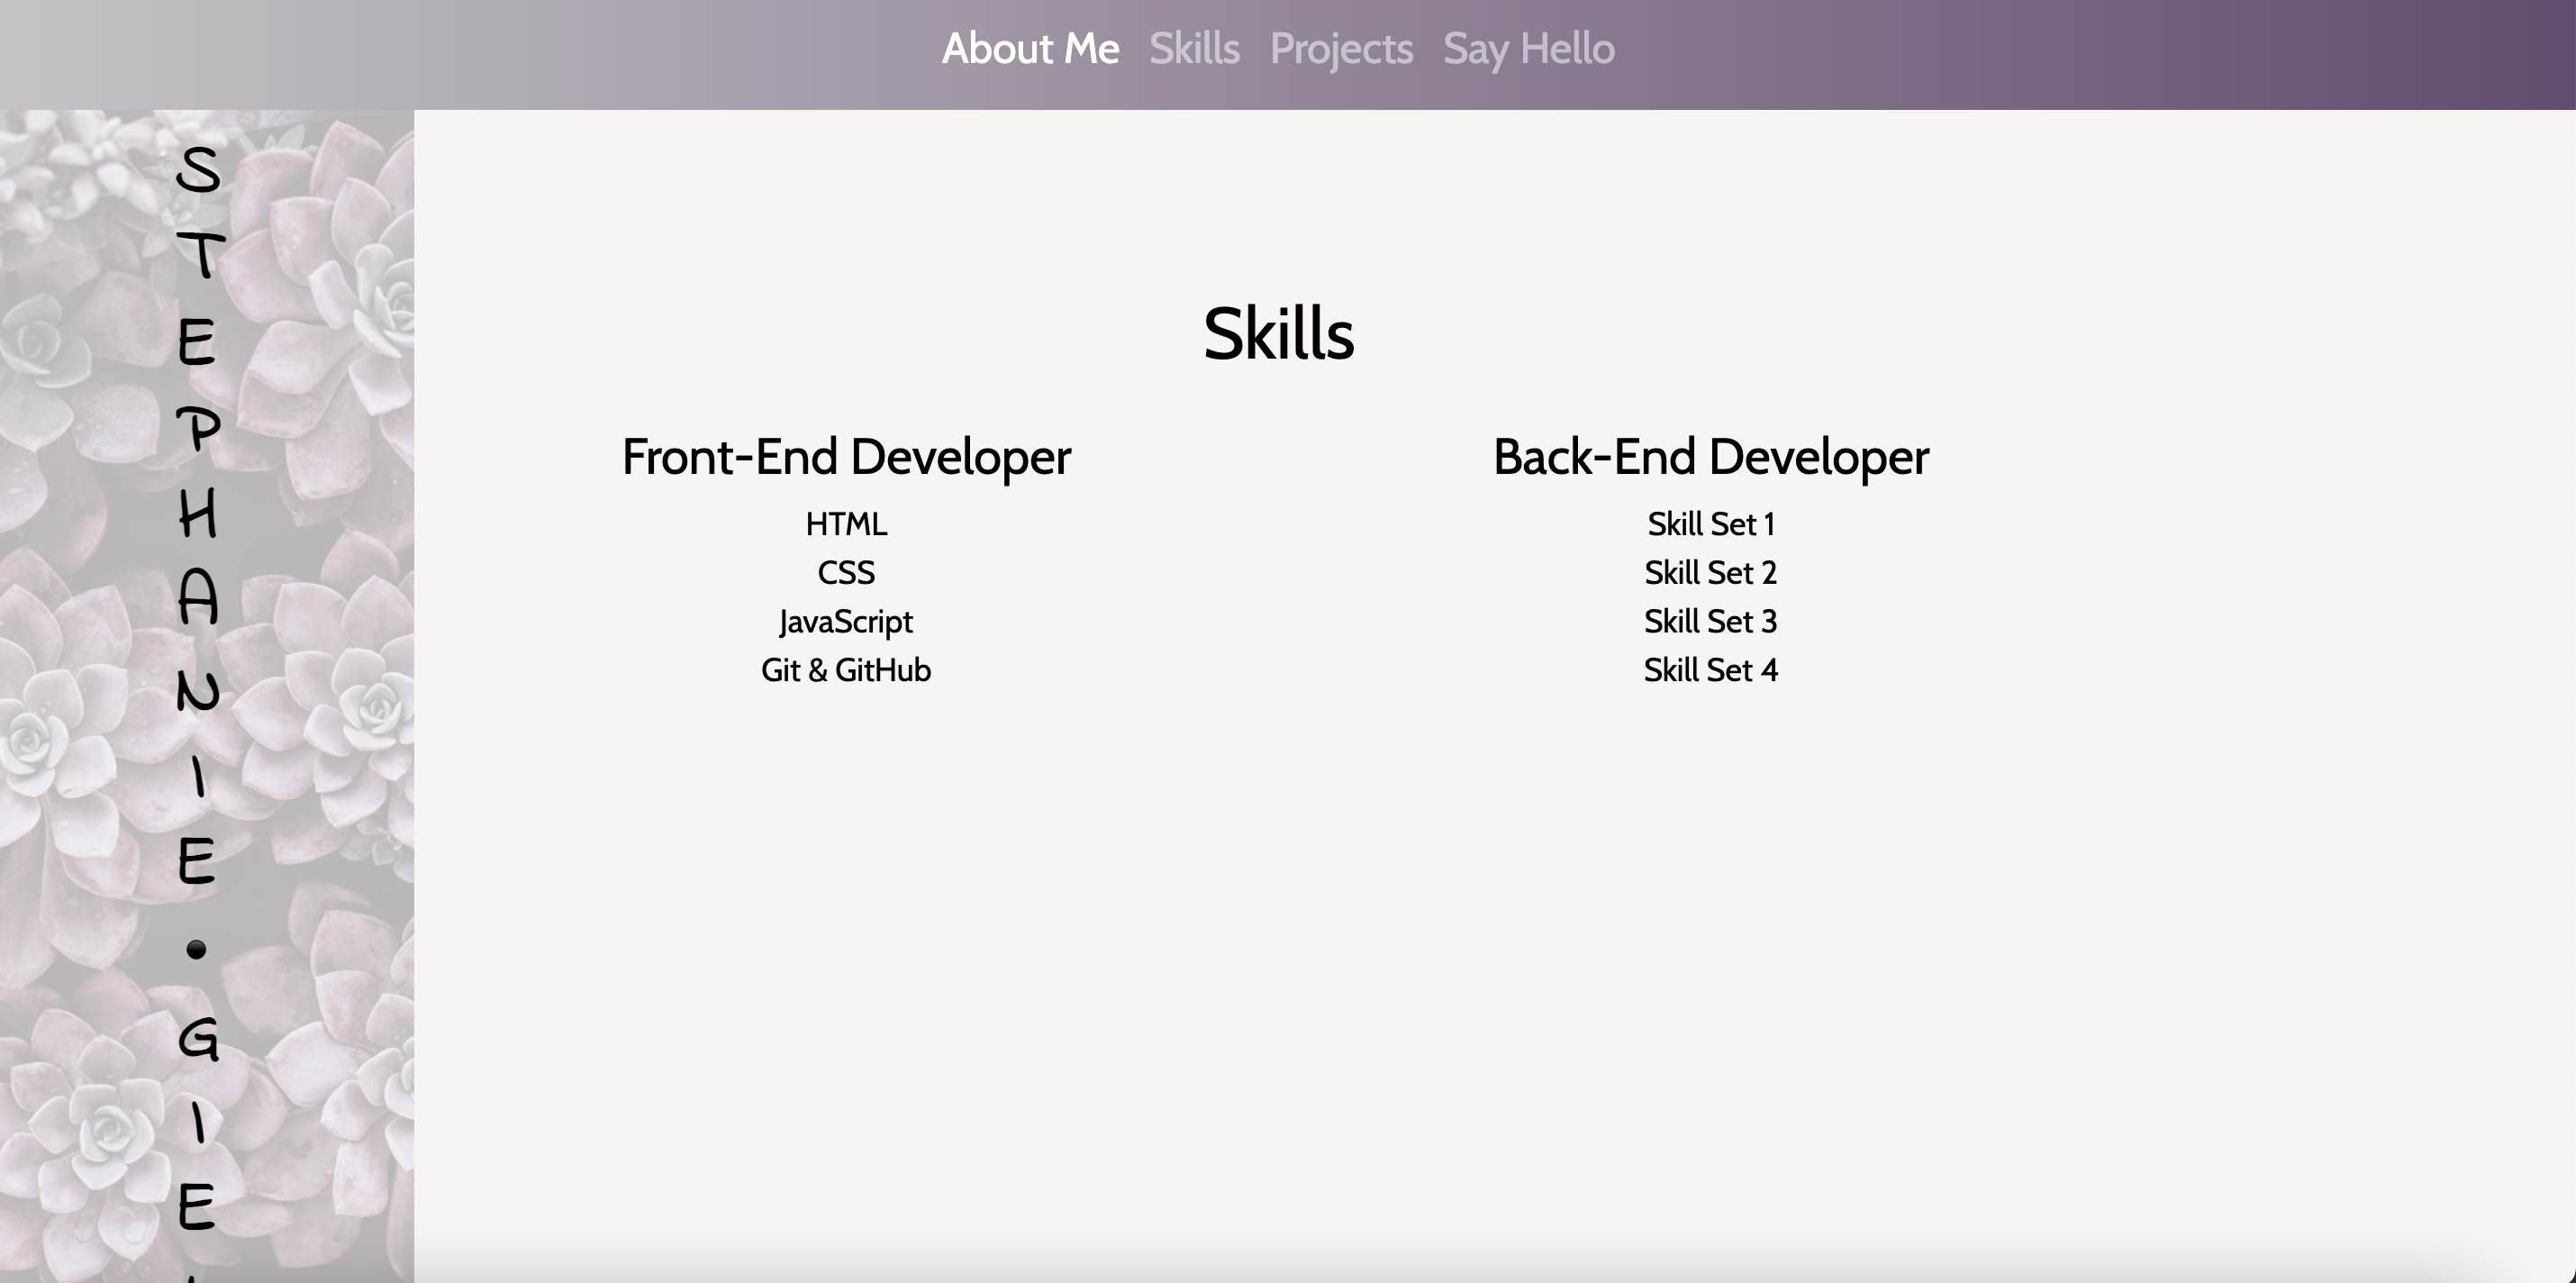 About Me Skills Projects Say Hello
S
T
E
P
H
A
N
I
E
•
G
I
E
Skills
Front-End Developer
HTML
CSS
JavaScript
Git & GitHub
Back-End Developer
Skill Set 1
Skill Set 2
Skill Set 3
Skill Set 4